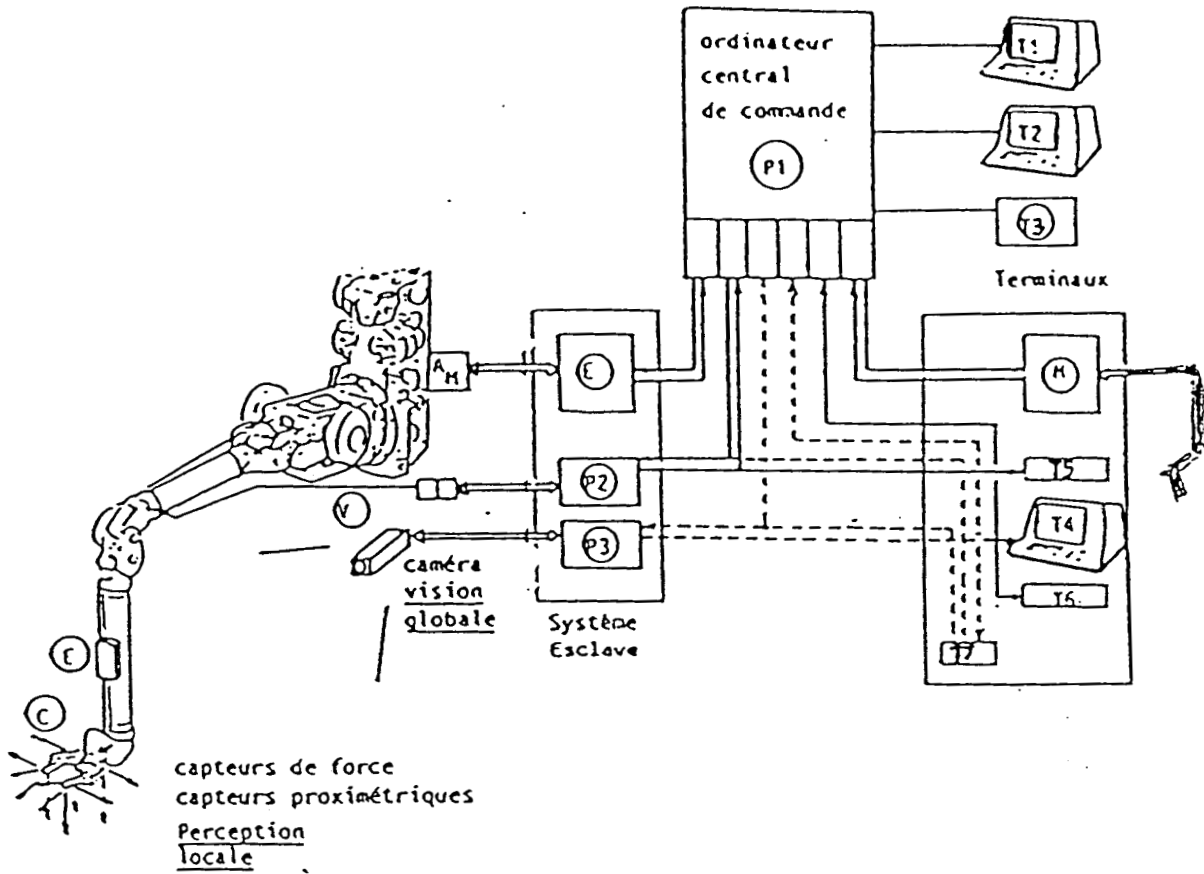 ordinateur
central
de commande
P1
T1
T2
T3
Terminaux
A M
E
M
P2
T5
V
P3
T4
caméra
vision
globale
T6
Système
Esclave
E
C
capteurs de force
capteurs proximétriques
Perception
locale